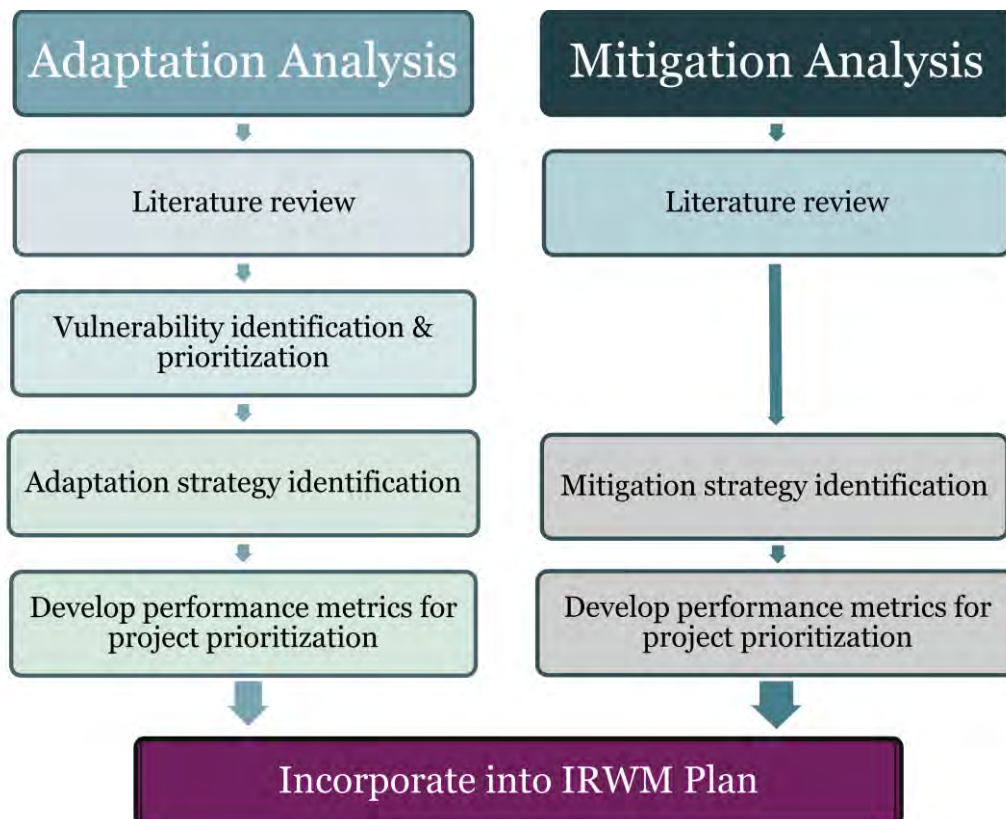 Adaptation Analysis
Literature review
Vulnerability identification &
prioritization
Adaptation strategy identification
Develop performance metrics for
project prioritization
Mitigation Analysis
Literature review
Mitigation strategy identification
Develop performance metrics for
project prioritization
Incorporate into IRWM Plan